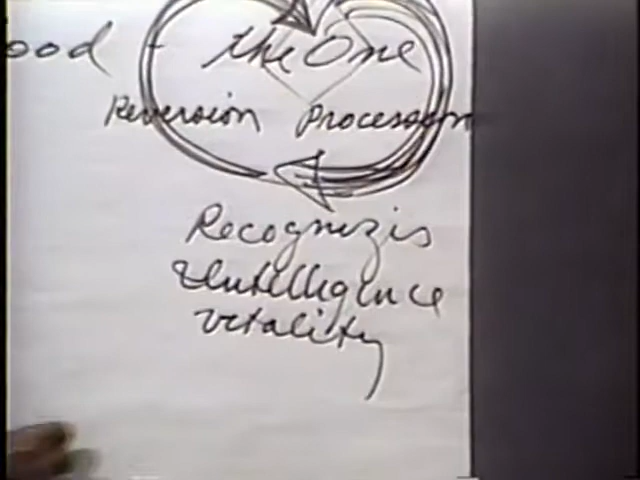 ood - the One
Reversion Procession
Recognizis
Intelligence
vitality